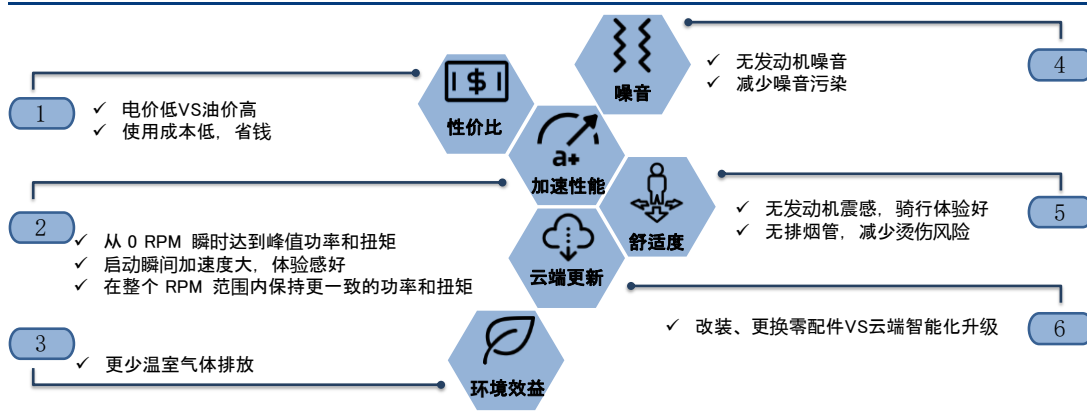 1
✓ 电价低VS油价高
✓ 使用成本低，省钱
|$|
性价比
2
✓ 从 0 RPM 瞬时达到峰值功率和扭矩
✓ 启动瞬间加速度大，体验感好
✓ 在整个 RPM 范围内保持更一致的功率和扭矩
a+
加速性能
3
✓ 更少温室气体排放
环境效益
噪音
✓ 无发动机噪音
✓ 减少噪音污染
4
舒适度
✓ 无发动机震感，骑行体验好
✓ 无排烟管，减少烫伤风险
5
云端更新
✓ 改装、更换零配件VS云端智能化升级
6